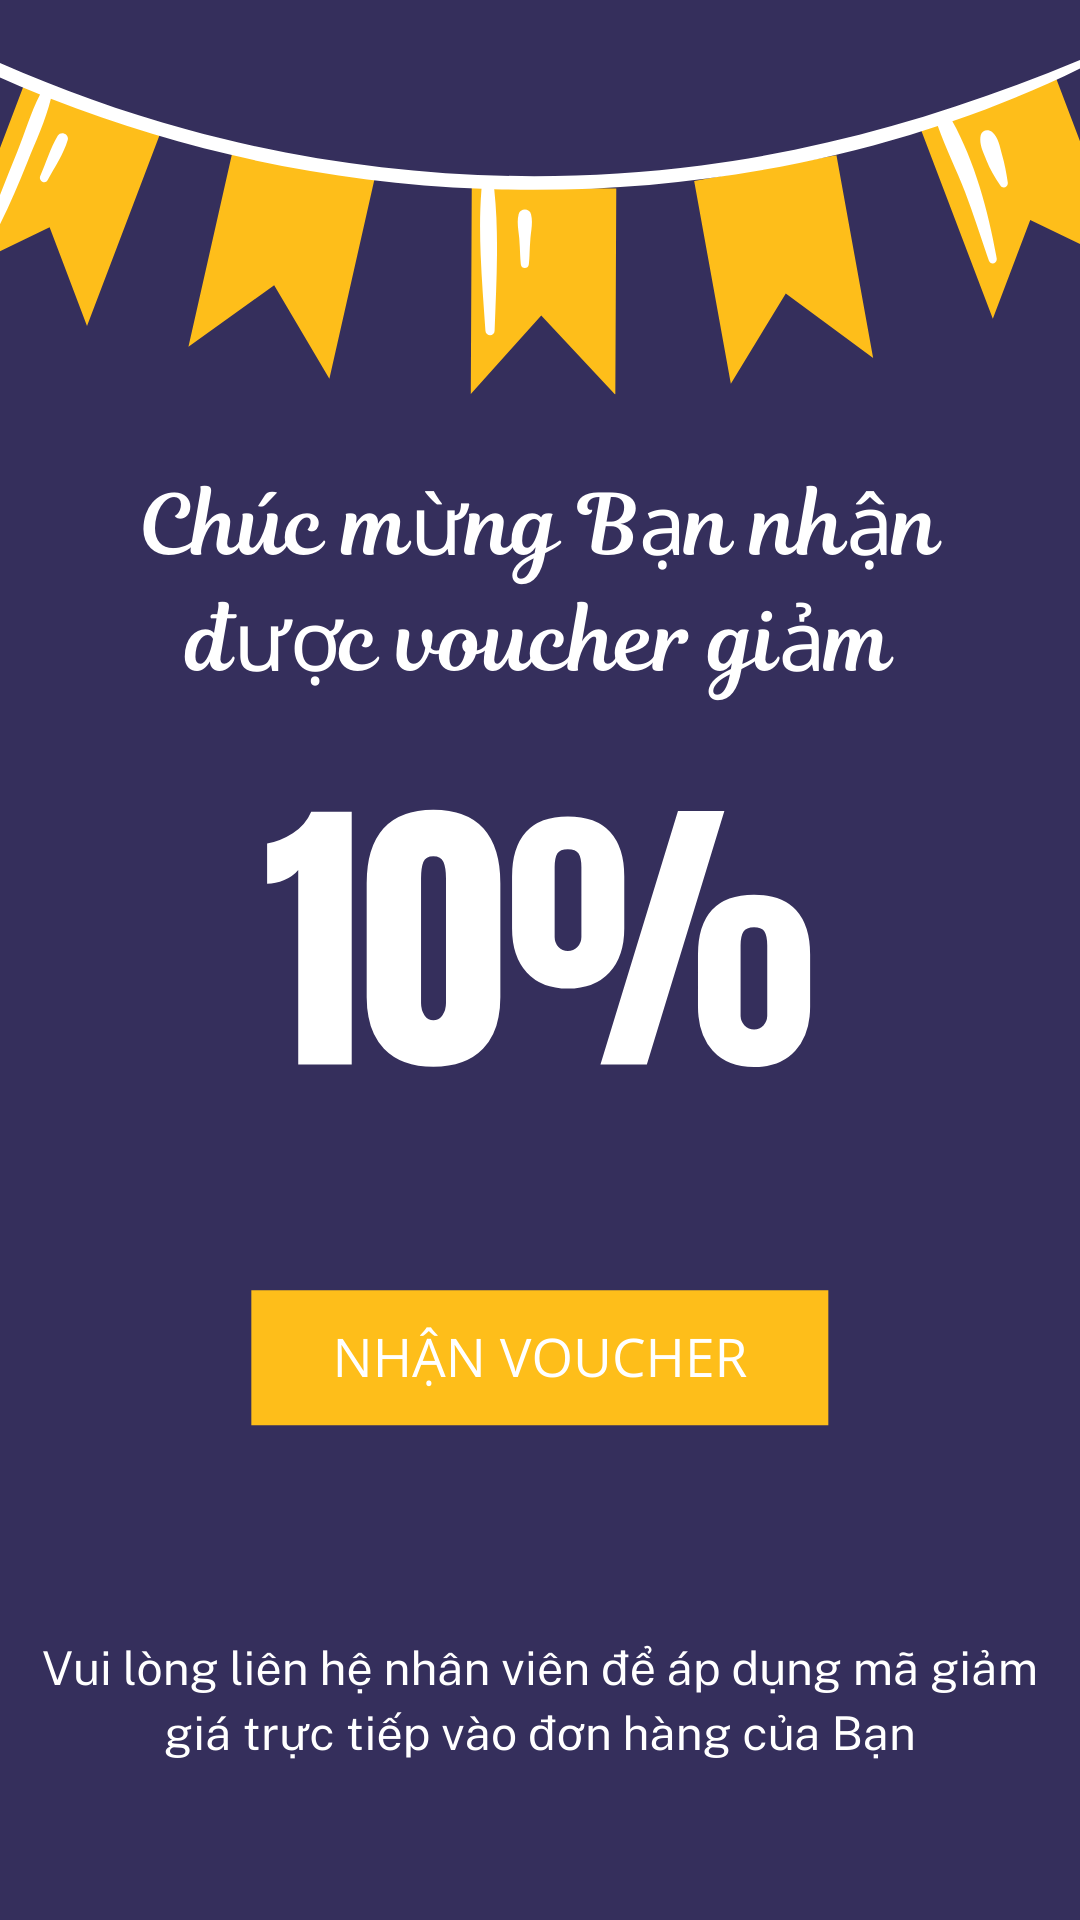 Chúc mừng Bạn nhận
được voucher giảm
10%
NHẬN VOUCHER
Vui lòng liên hệ nhân viên để áp dụng mã giảm
giá trực tiếp vào đơn hàng của Bạn